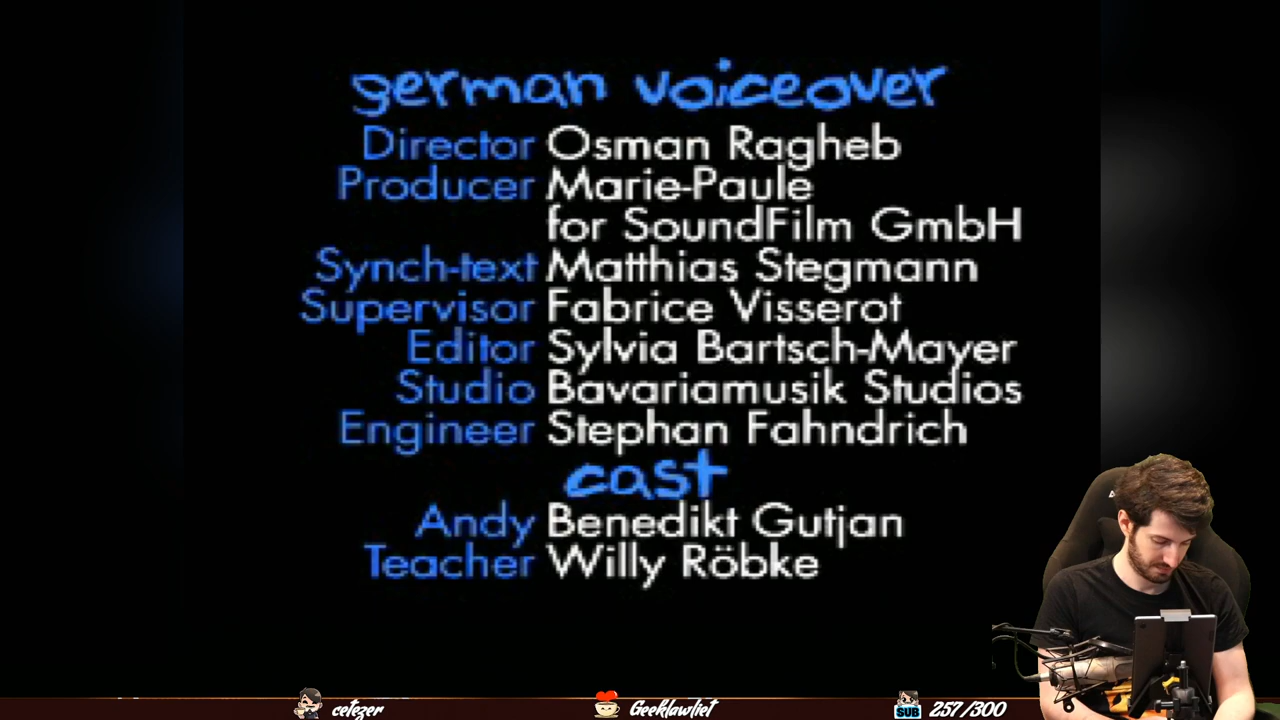 german voiceover
Director Osman Ragheb
Producer Marie-Paule
for SoundFilm GmbH
Synch-text Matthias Stegmann
Supervisor Fabrice Visserot
Editor Sylvia Bartsch-Mayer
Studio Bavariamusik Studios
Engineer Stephan Fahndrich
cast
Andy Benedikt Gutjan
Teacher Willy Röbke
cetezer Geeklawliet SUB 257/300